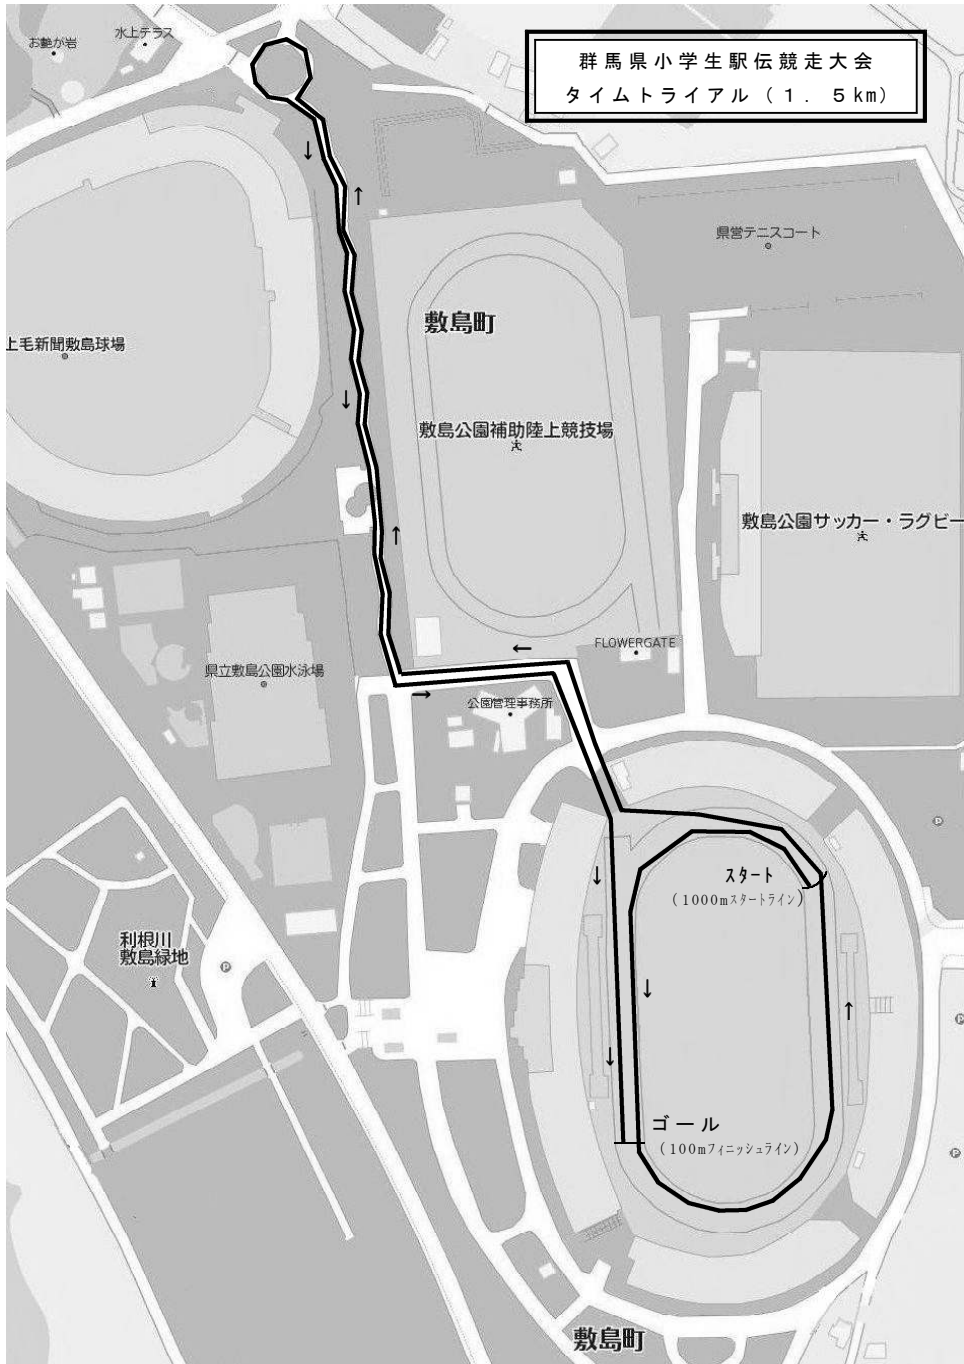 お艶が岩
水上テラス
群馬県小学生駅伝競走大会
タイムトライアル（１．５km）
↓
↑
県営テニスコート
敷島町
上毛新聞敷島球場
↓
敷島公園補助陸上競技場
敷島公園サッカー・ラグビー
↑
←
FLOWERGATE
県立敷島公園水泳場
→
公園管理事務所
P
スタート
↓
（1000mスタートライン）
利根川
敷島緑地
P
↓
↑
P
↓
ゴール
（100mフィニッシュライン）
P
敷島町